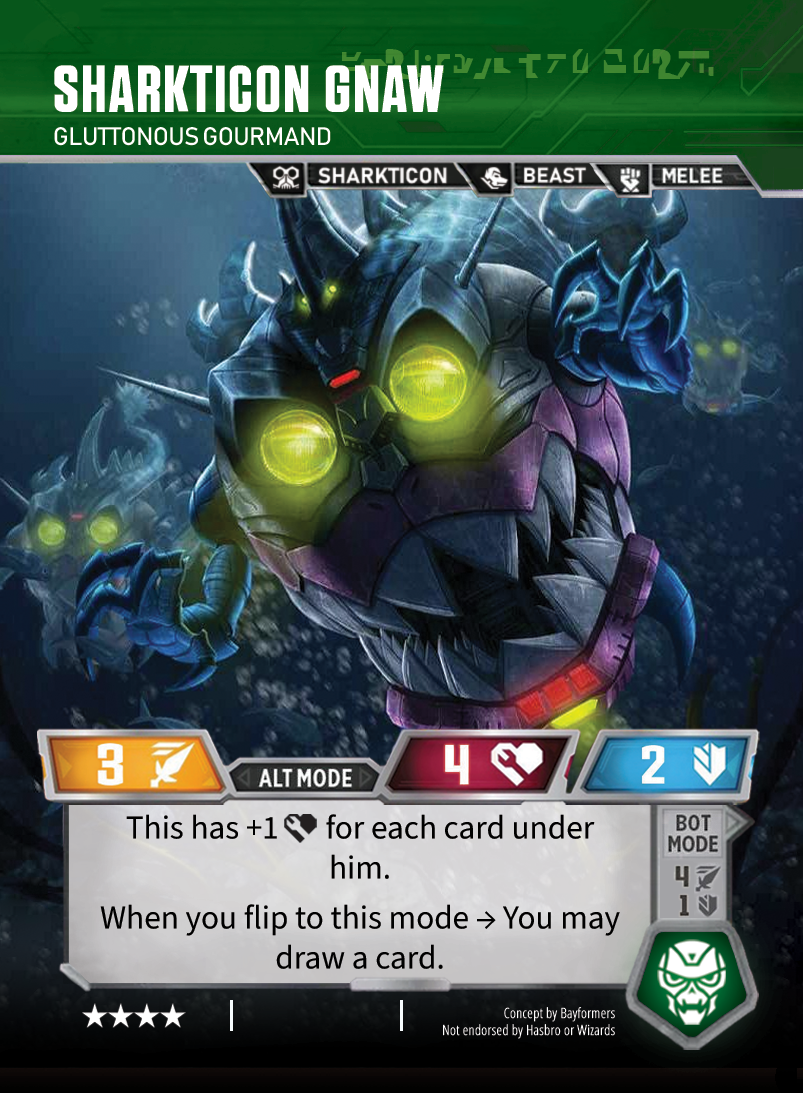 SHARKTICON GNAW
GLUTTONOUS GOURMAND
SHARKTICON BEAST MELEE
3 ALT MODE 4 2
This has +1 for each card under
him.
When you flip to this mode → You may
draw a card.
BOT
MODE
4
1
Concept by Bayformers
Not endorsed by Hasbro or Wizards